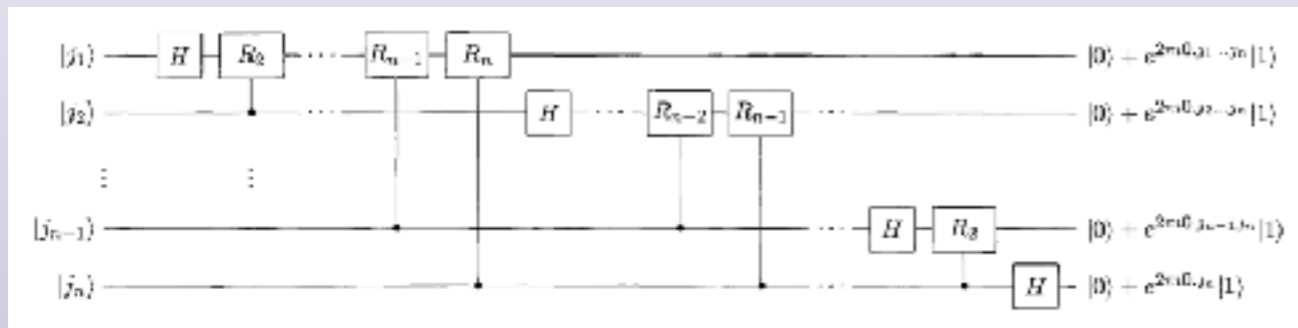 |j₁⟩ H R₂ ··· Rₙ₋₁ Rₙ |0⟩ + e^{2πi0.j₁···jₙ}|1⟩
|j₂⟩ ··· H ··· Rₙ₋₂ Rₙ₋₁ ··· |0⟩ + e^{2πi0.j₂···jₙ}|1⟩
⋮ ⋮
|jₙ₋₁⟩ ··· H R₂ |0⟩ + e^{2πi0.jₙ₋₁jₙ}|1⟩
|jₙ⟩ ··· H |0⟩ + e^{2πi0.jₙ}|1⟩